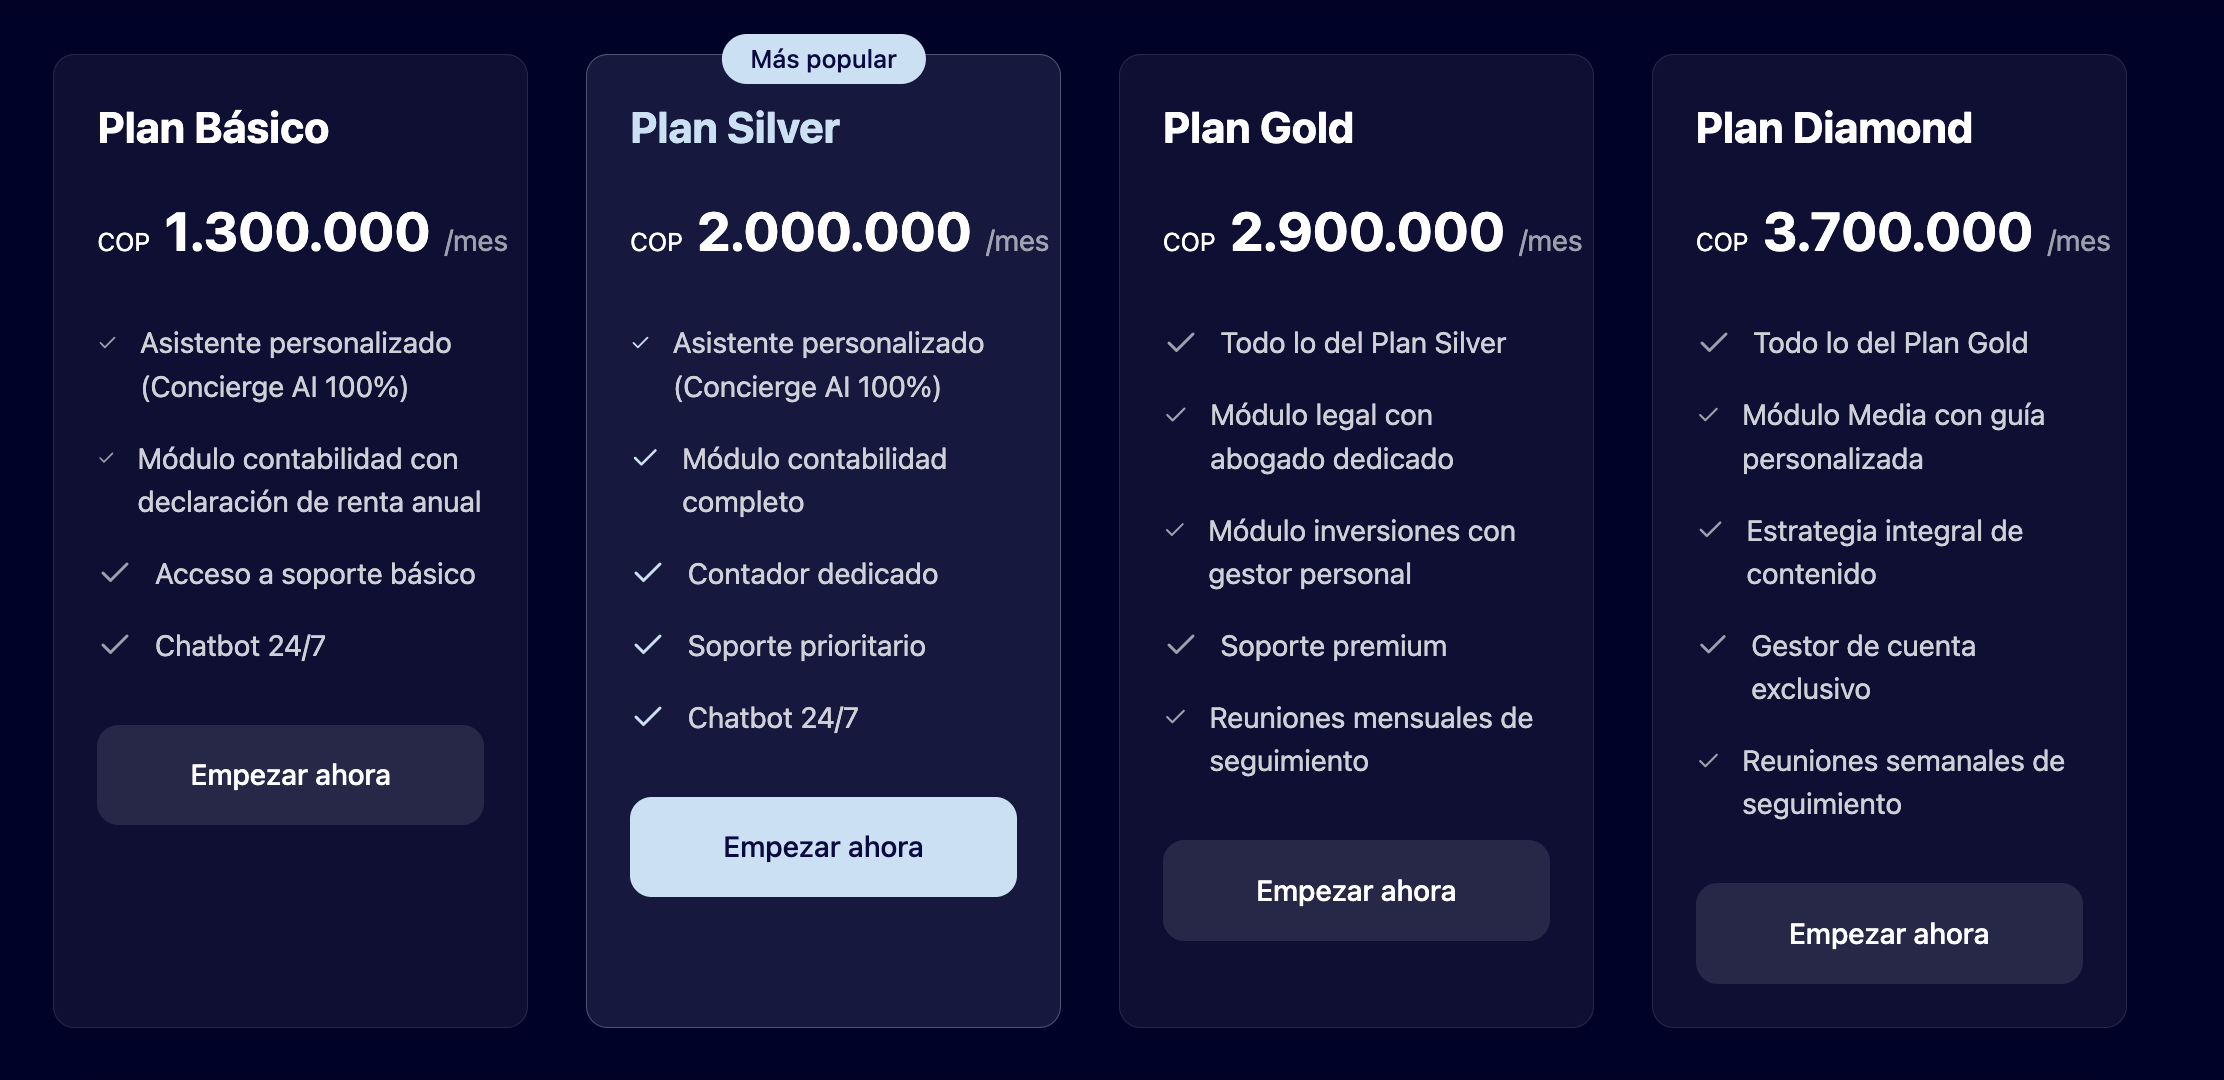 Plan Básico
COP 1.300.000 /mes
Asistente personalizado
(Concierge AI 100%)
Módulo contabilidad con
declaración de renta anual
Acceso a soporte básico
Chatbot 24/7
Empezar ahora
Más popular
Plan Silver
COP 2.000.000 /mes
Asistente personalizado
(Concierge AI 100%)
Módulo contabilidad
completo
Contador dedicado
Soporte prioritario
Chatbot 24/7
Empezar ahora
Plan Gold
COP 2.900.000 /mes
Todo lo del Plan Silver
Módulo legal con
abogado dedicado
Módulo inversiones con
gestor personal
Soporte premium
Reuniones mensuales de
seguimiento
Empezar ahora
Plan Diamond
COP 3.700.000 /mes
Todo lo del Plan Gold
Módulo Media con guía
personalizada
Estrategia integral de
contenido
Gestor de cuenta
exclusivo
Reuniones semanales de
seguimiento
Empezar ahora